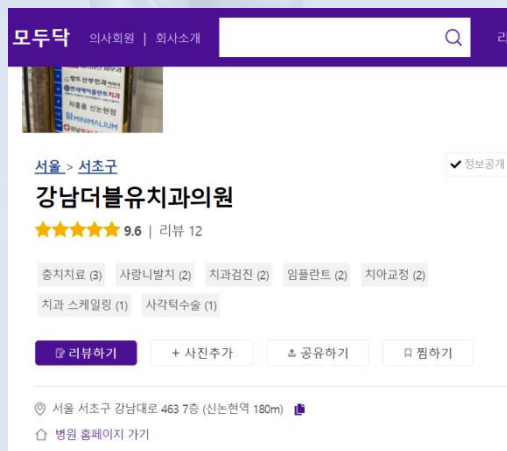 모두닥 의사회원 | 회사소개
서울 > 서초구
✔ 정보공개
강남더블유치과의원
9.6 | 리뷰 12
충치치료 (3) 사랑니발치 (2) 치과검진 (2) 임플란트 (2) 치아교정 (2)
치과 스케일링 (1) 사각턱수술 (1)
리뷰하기 + 사진추가 공유하기 찜하기
서울 서초구 강남대로 463 7층 (신논현역 180m)
병원 홈페이지 가기